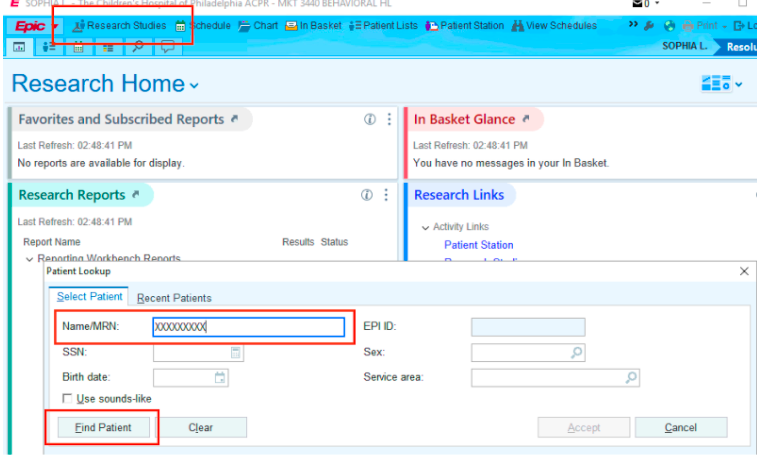 SOPHIA L. - The Children's Hospital of Philadelphia ACPR - MKT 3440 BEHAVIORAL HL 0
Epic Research Studies Schedule Chart In Basket Patient Lists Patient Station View Schedules Print Lo
SOPHIA L. Resolu
Research Home
Favorites and Subscribed Reports
Last Refresh: 02:48:41 PM
No reports are available for display.
In Basket Glance
Last Refresh: 02:48:41 PM
You have no messages in your In Basket.
Research Reports
Last Refresh: 02:48:41 PM
Report Name Results Status
Reporting Workbench Reports
Research Links
Activity Links
Patient Station
Patient Lookup
Select Patient Recent Patients
Name/MRN: XXXXXXXXX EPI ID:
SSN: Sex:
Birth date: Service area:
Use sounds-like
Find Patient Clear Accept Cancel